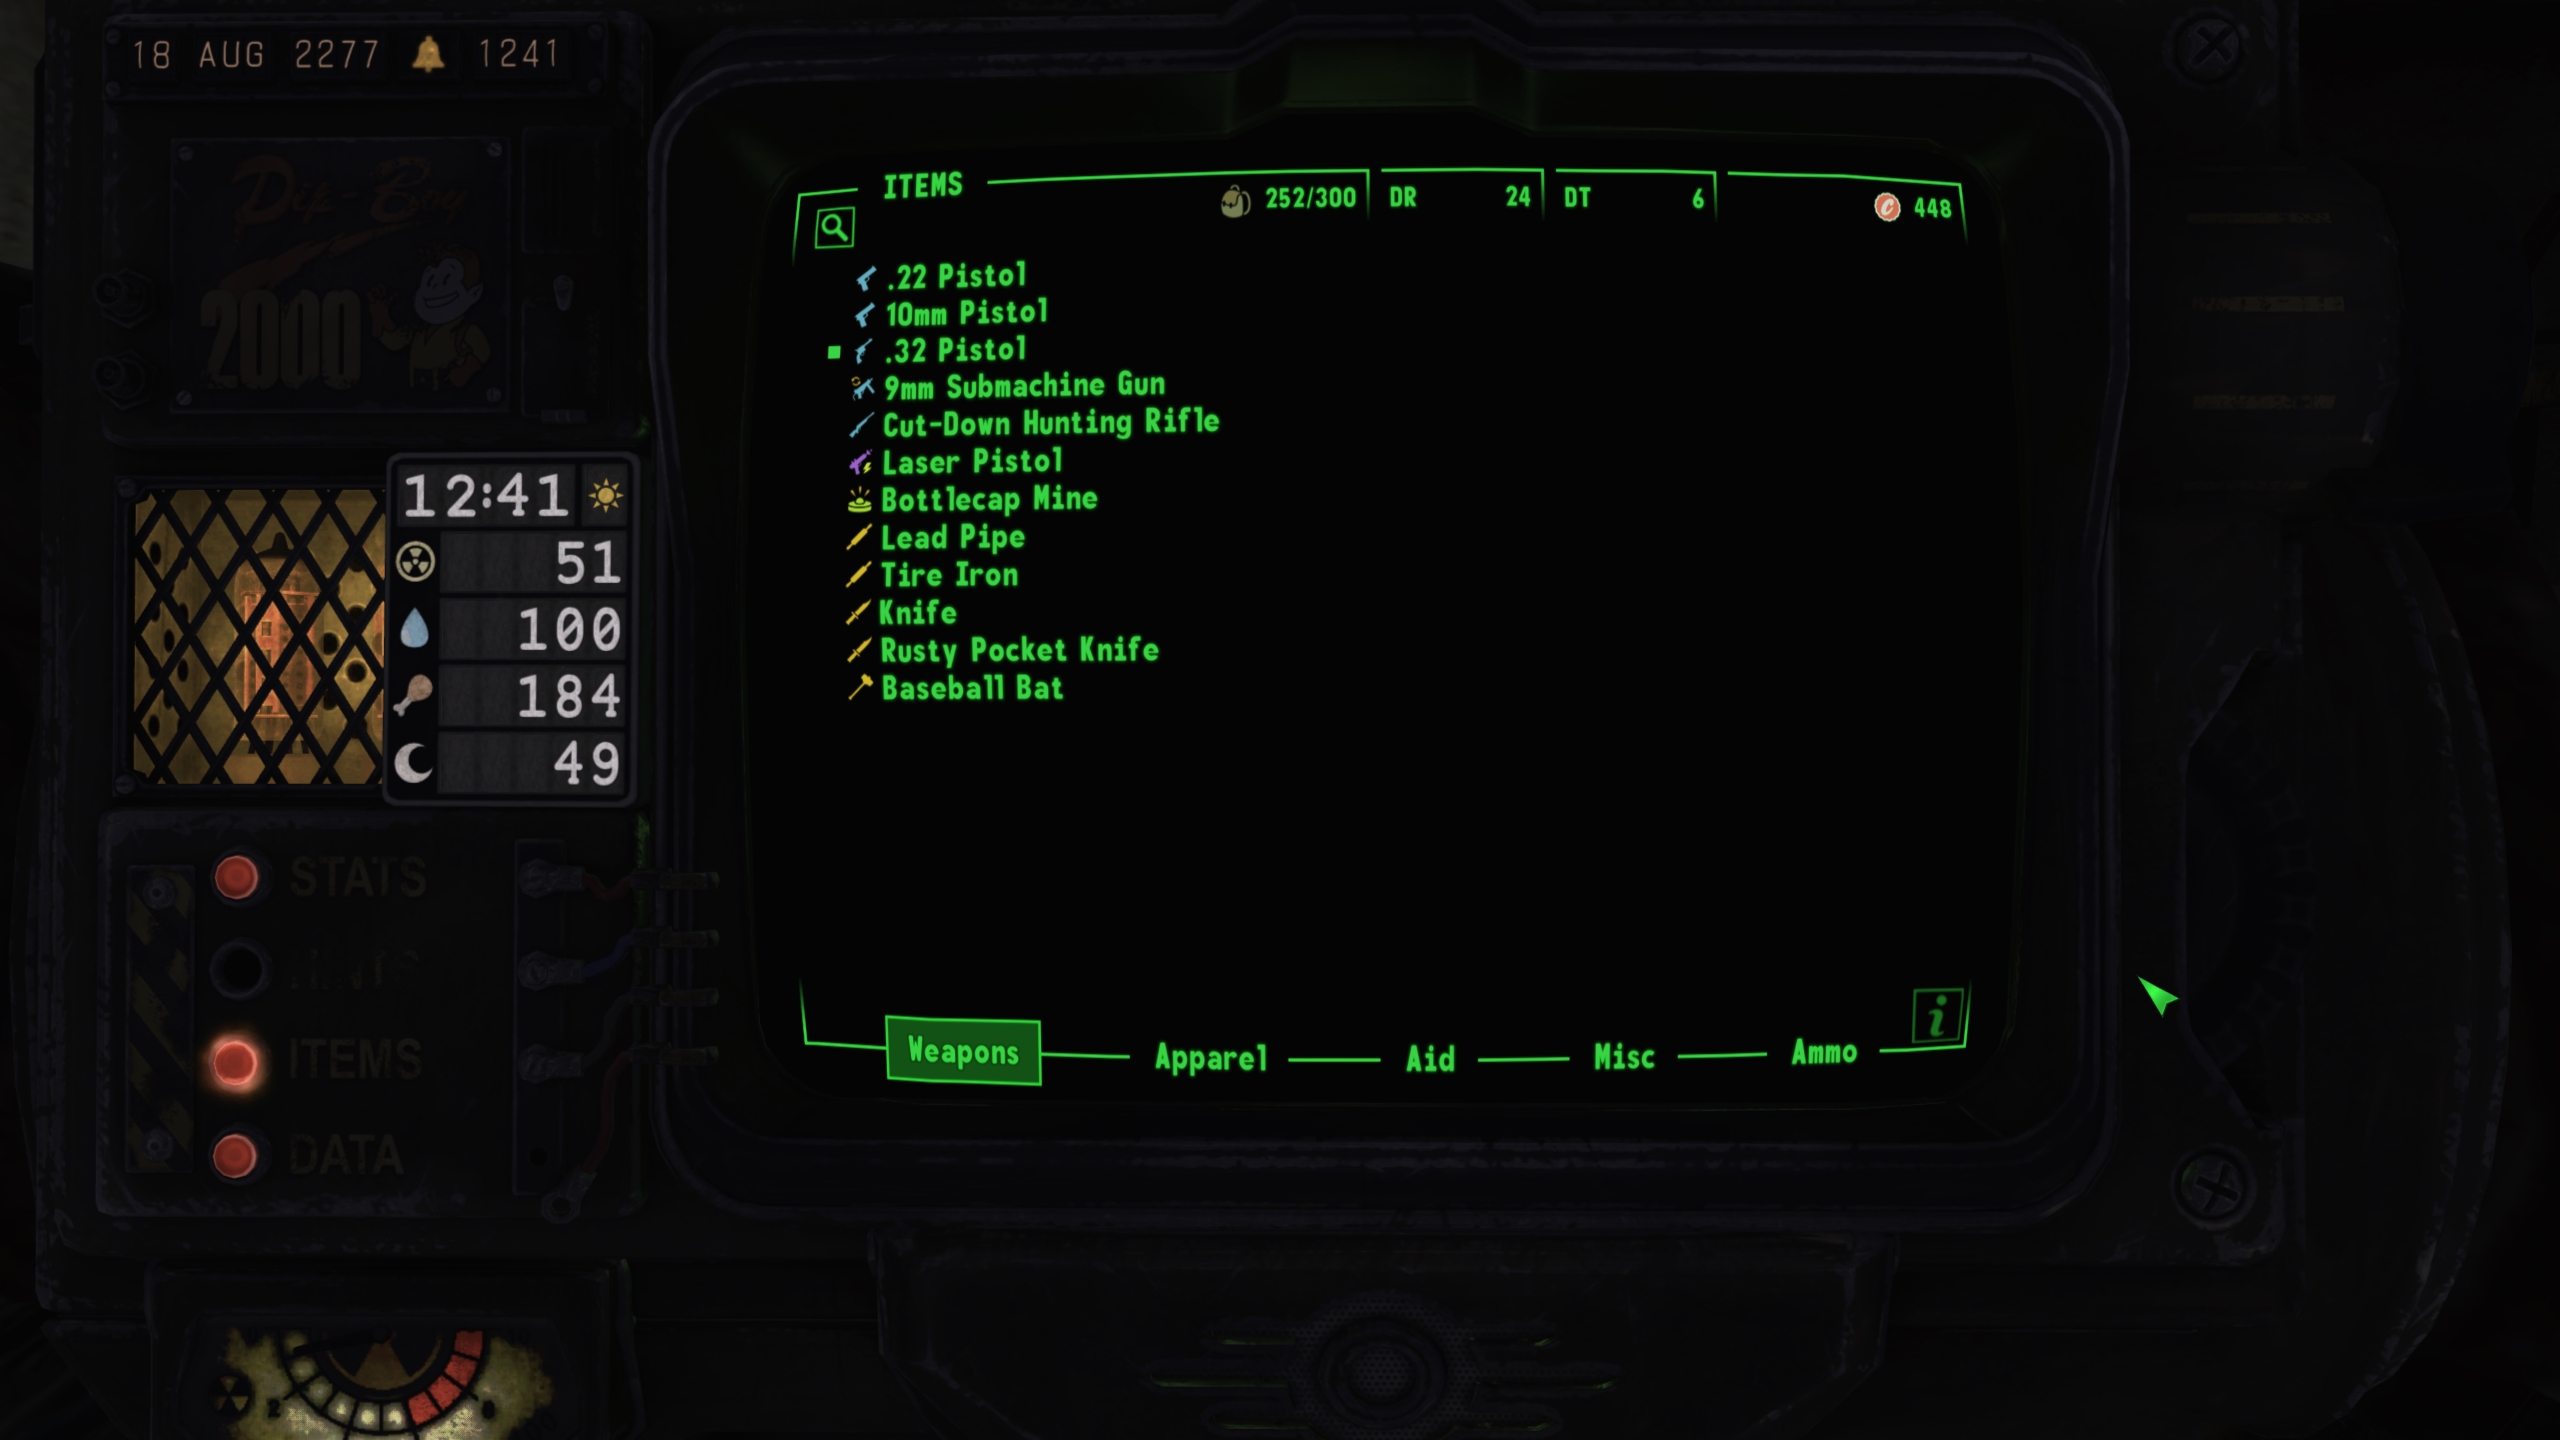 18 AUG 2277 1241
Pip-Boy
2000
12:41
51
100
184
49
STATS
ITEMS
DATA
ITEMS
252/300
DR 24
DT 6
448
.22 Pistol
10mm Pistol
.32 Pistol
9mm Submachine Gun
Cut-Down Hunting Rifle
Laser Pistol
Bottlecap Mine
Lead Pipe
Tire Iron
Knife
Rusty Pocket Knife
Baseball Bat
i
Weapons
Apparel
Aid
Misc
Ammo